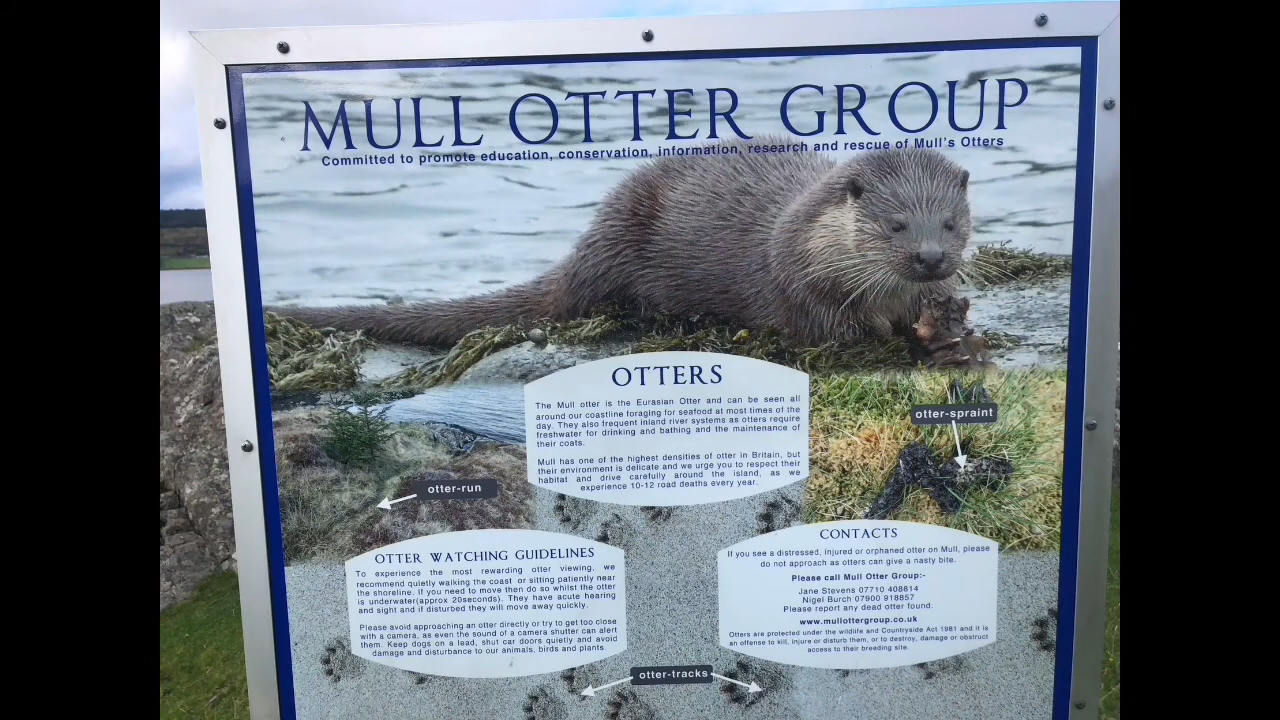 MULL OTTER GROUP
Committed to promote education, conservation, information, research and rescue of Mull's Otters
OTTERS
The Mull otter is the Eurasian Otter and can be seen all
around our coastline foraging for seafood at most times of the
day. They also frequent inland river systems as otters require
freshwater for drinking and bathing and the maintenance of
their coats.
Mull has one of the highest densities of otter in Britain, but
their environment is delicate and we urge you to respect their
habitat and drive carefully around the island, as we
experience 10-12 road deaths every year.
otter-spraint
otter-run
OTTER WATCHING GUIDELINES
To experience the most rewarding otter viewing, we
recommend quietly walking the coast or sitting patiently near
the shoreline. If you need to move then do so whilst the otter
is underwater(approx 20seconds). They have acute hearing
and sight and if disturbed they will move away quickly.
Please avoid approaching an otter directly or try to get too close
with a camera, as even the sound of a camera shutter can alert
them. Keep dogs on a lead, shut car doors quietly and avoid
damage and disturbance to our animals, birds and plants.
CONTACTS
If you see a distressed, injured or orphaned otter on Mull, please
do not approach as otters can give a nasty bite.
Please call Mull Otter Group:-
Jane Stevens 07710 408814
Nigel Burch 07900 918857
Please report any dead otter found.
www.mullottergroup.co.uk
Otters are protected under the wildlife and Countryside Act 1981 and it is
an offense to kill, injure or disturb them, or to destroy, damage or obstruct
access to their breeding site.
otter-tracks